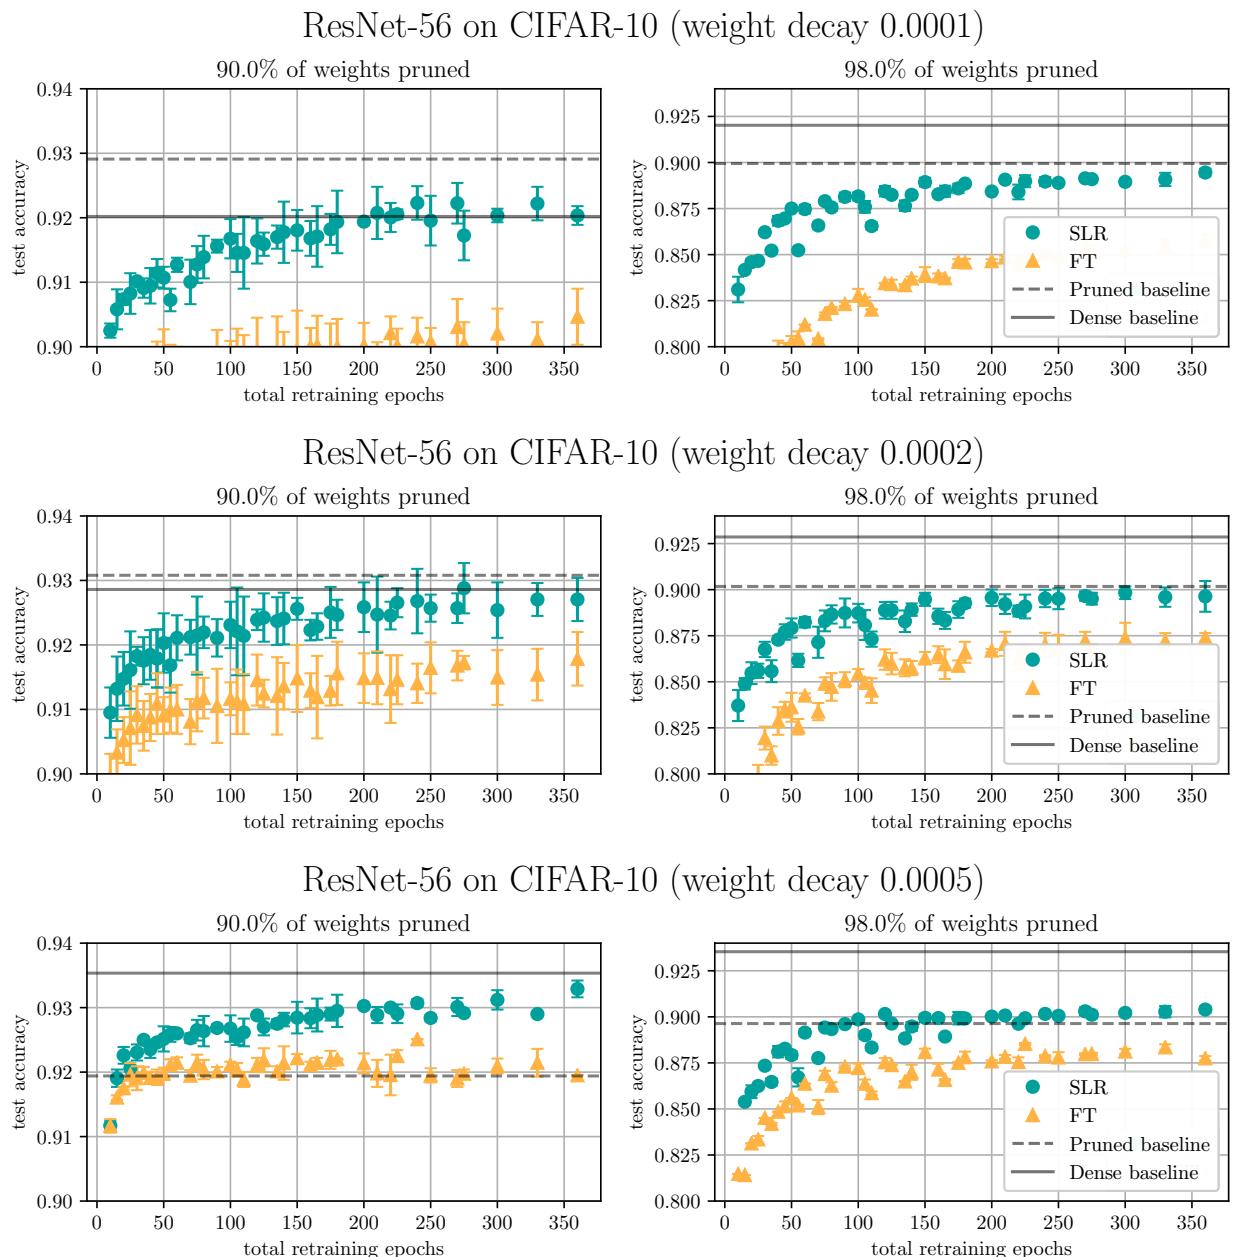 ResNet-56 on CIFAR-10 (weight decay 0.0001)
90.0% of weights pruned
98.0% of weights pruned
0.94
0.93
0.92
0.91
0.90
test accuracy
0 50 100 150 200 250 300 350
total retraining epochs
0.925
0.900
0.875
0.850
0.825
0.800
test accuracy
SLR
FT
Pruned baseline
Dense baseline
0 50 100 150 200 250 300 350
total retraining epochs
ResNet-56 on CIFAR-10 (weight decay 0.0002)
90.0% of weights pruned
98.0% of weights pruned
0.94
0.93
0.92
0.91
0.90
test accuracy
0 50 100 150 200 250 300 350
total retraining epochs
0.925
0.900
0.875
0.850
0.825
0.800
test accuracy
SLR
FT
Pruned baseline
Dense baseline
0 50 100 150 200 250 300 350
total retraining epochs
ResNet-56 on CIFAR-10 (weight decay 0.0005)
90.0% of weights pruned
98.0% of weights pruned
0.94
0.93
0.92
0.91
0.90
test accuracy
0 50 100 150 200 250 300 350
total retraining epochs
0.925
0.900
0.875
0.850
0.825
0.800
test accuracy
SLR
FT
Pruned baseline
Dense baseline
0 50 100 150 200 250 300 350
total retraining epochs